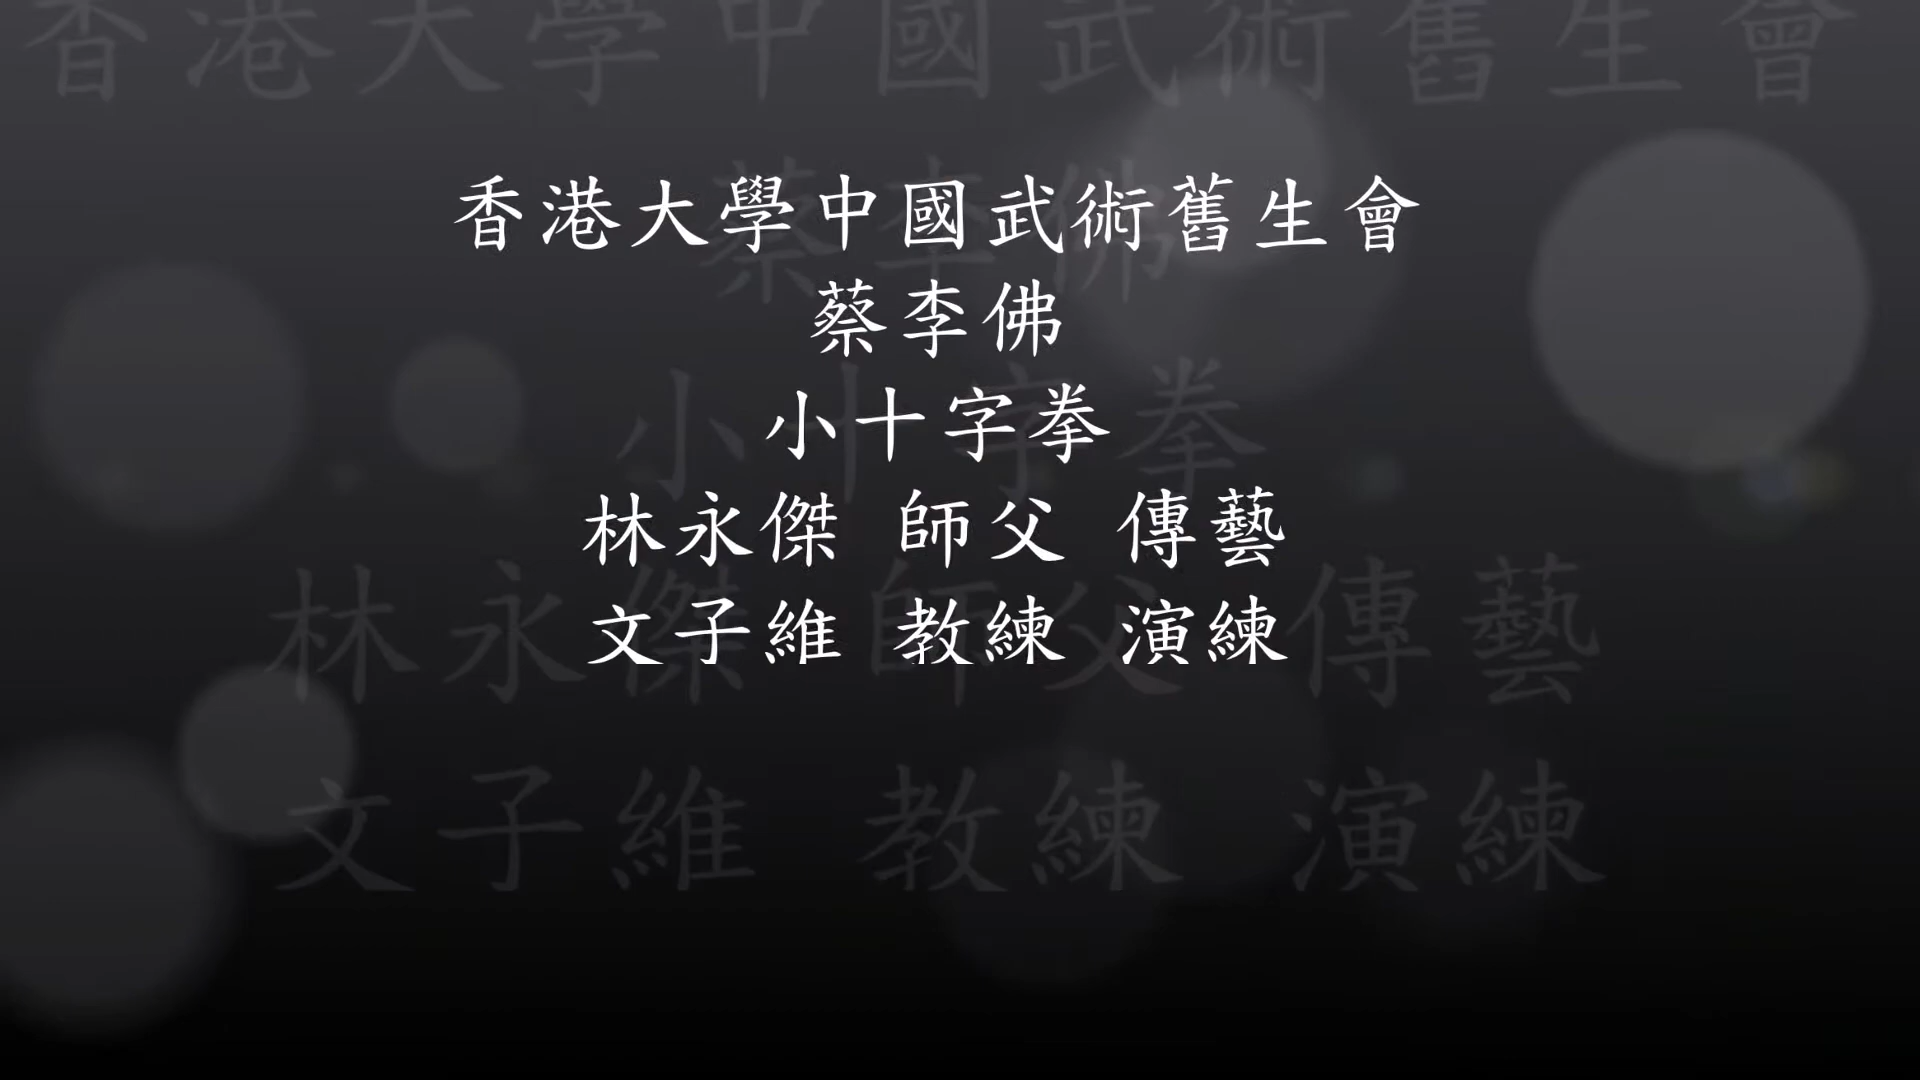 香港大學中國武術舊生會
蔡李佛
小十字拳
林永傑 師父 傳藝
文子維 教練 演練